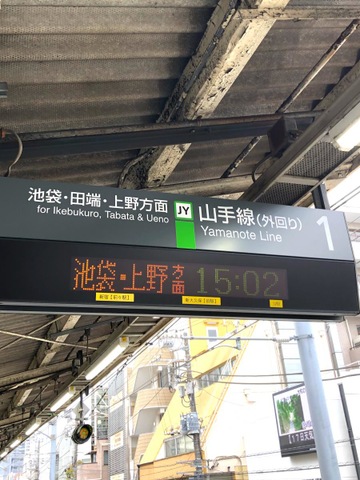 池袋・田端・上野方面
for Ikebukuro, Tabata & Ueno
JY
山手線(外回り)
Yamanote Line
1
池袋・上野方面 15:02